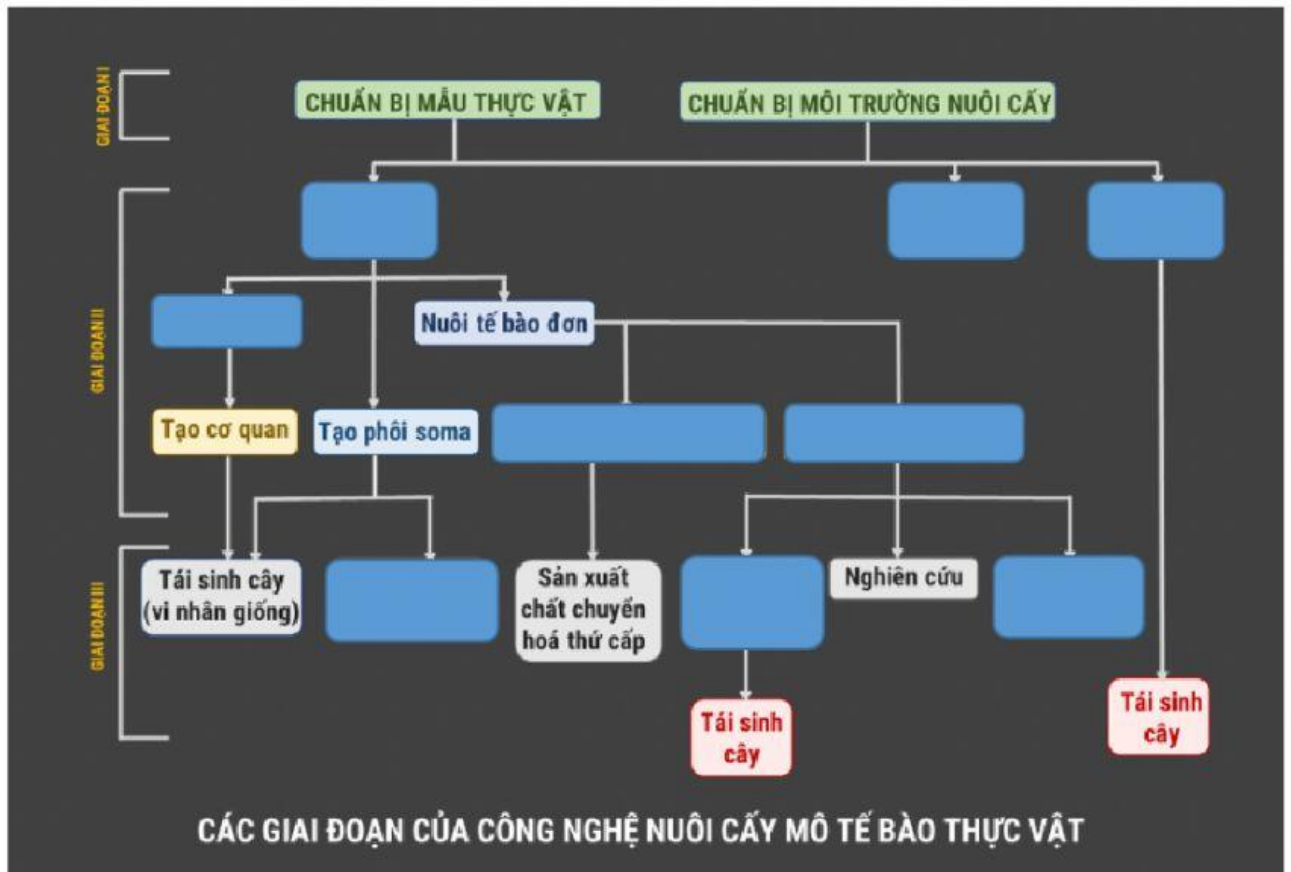 GIAI ĐOẠN I
CHUẨN BỊ MẪU THỰC VẬT
CHUẨN BỊ MÔI TRƯỜNG NUÔI CẤY
GIAI ĐOẠN II
Nuôi tế bào đơn
Tạo cơ quan
Tạo phôi soma
GIAI ĐOẠN III
Tái sinh cây
(vi nhân giống)
Sản xuất
chất chuyển
hoá thứ cấp
Nghiên cứu
Tái sinh
cây
Tái sinh
cây
CÁC GIAI ĐOẠN CỦA CÔNG NGHỆ NUÔI CẤY MÔ TẾ BÀO THỰC VẬT